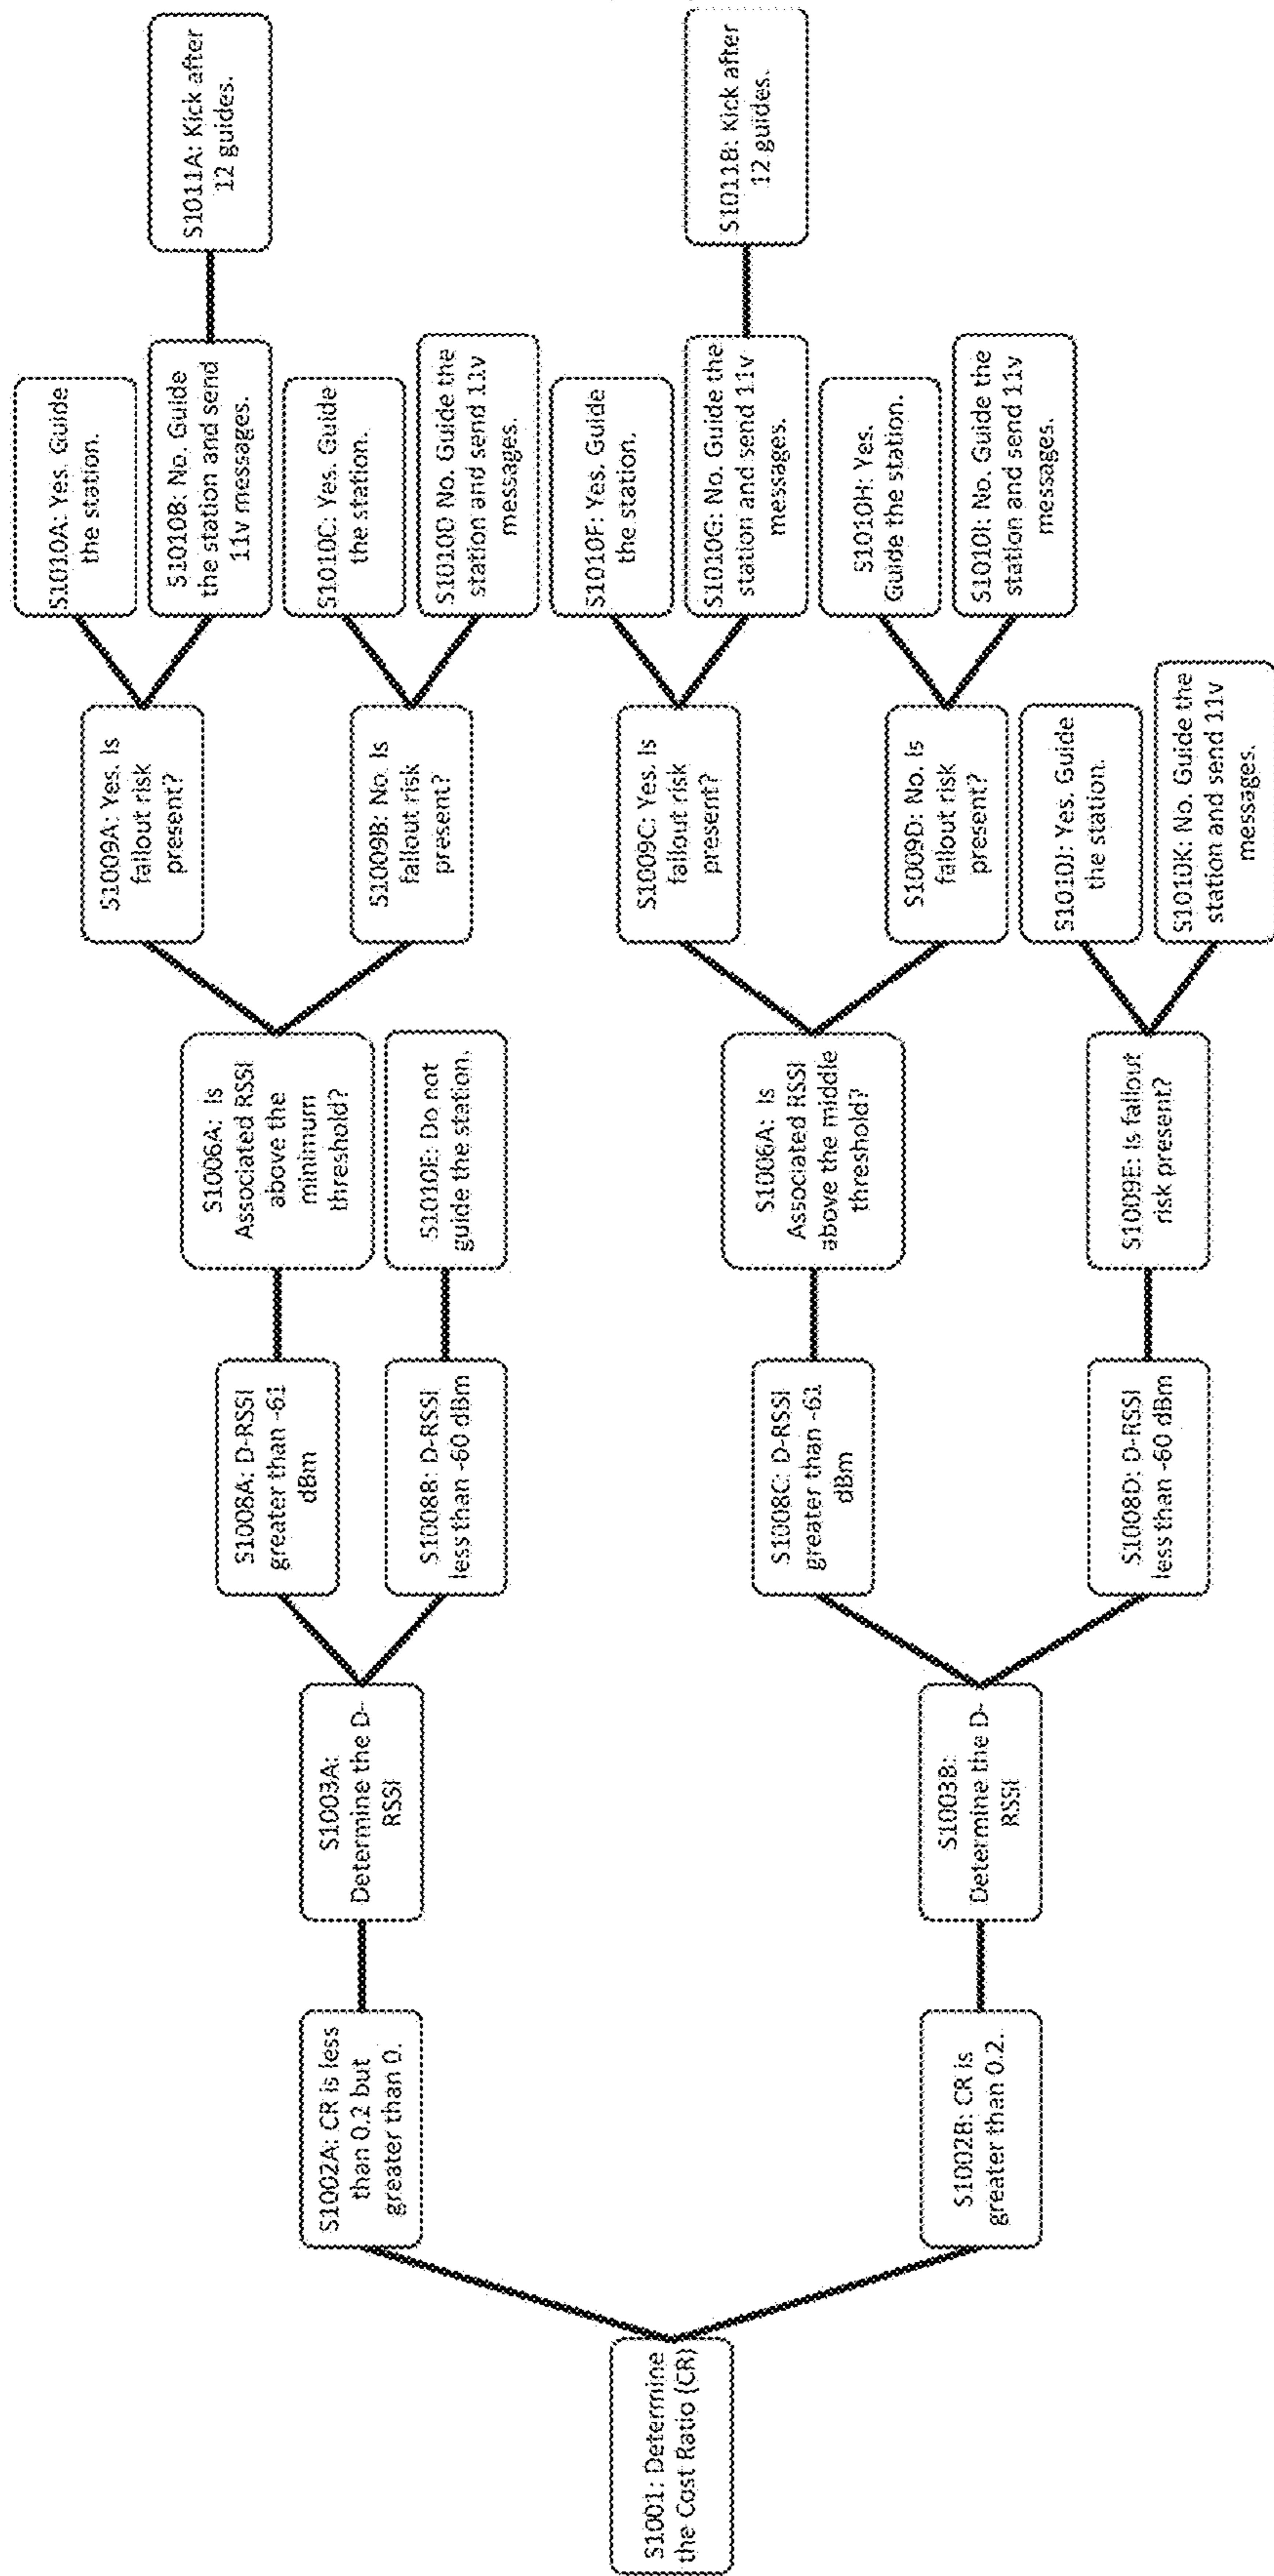 S1001: Determine
the Cost Ratio (CR)
S1002A: CR is less
than 0.2 but
greater than 0.
S1002B: CR is
greater than 0.2.
S1003A:
Determine the D-
RSSI
S1003B:
Determine the D-
RSSI
S1008A: D-RSSI
greater than -61
dBm
S1008B: D-RSSI
less than -60 dBm
S1008C: D-RSSI
greater than -61
dBm
S1008D: D-RSSI
less than -60 dBm
S1006A: Is
Associated RSSI
above the
minimum
threshold?
S1010E: Do not
guide the station.
S1006A: Is
Associated RSSI
above the middle
threshold?
S1009E: Is fallout
risk present?
S1009A: Yes. Is
fallout risk
present?
S1009B: No. Is
fallout risk
present?
S1009C: Yes. Is
fallout risk
present?
S1009D: No. Is
fallout risk
present?
S1010J: Yes. Guide
the station.
S1010K: No. Guide the
station and send 11v
messages.
S1010A: Yes. Guide
the station.
S1010B: No. Guide
the station and send
11v messages.
S1010C: Yes. Guide
the station.
S1010D No. Guide the
station and send 11v
messages.
S1010F: Yes. Guide
the station.
S1010G: No. Guide the
station and send 11v
messages.
S1010H: Yes.
Guide the station.
S1010I: No. Guide the
station and send 11v
messages.
S1011A: Kick after
12 guides.
S1011B: Kick after
12 guides.